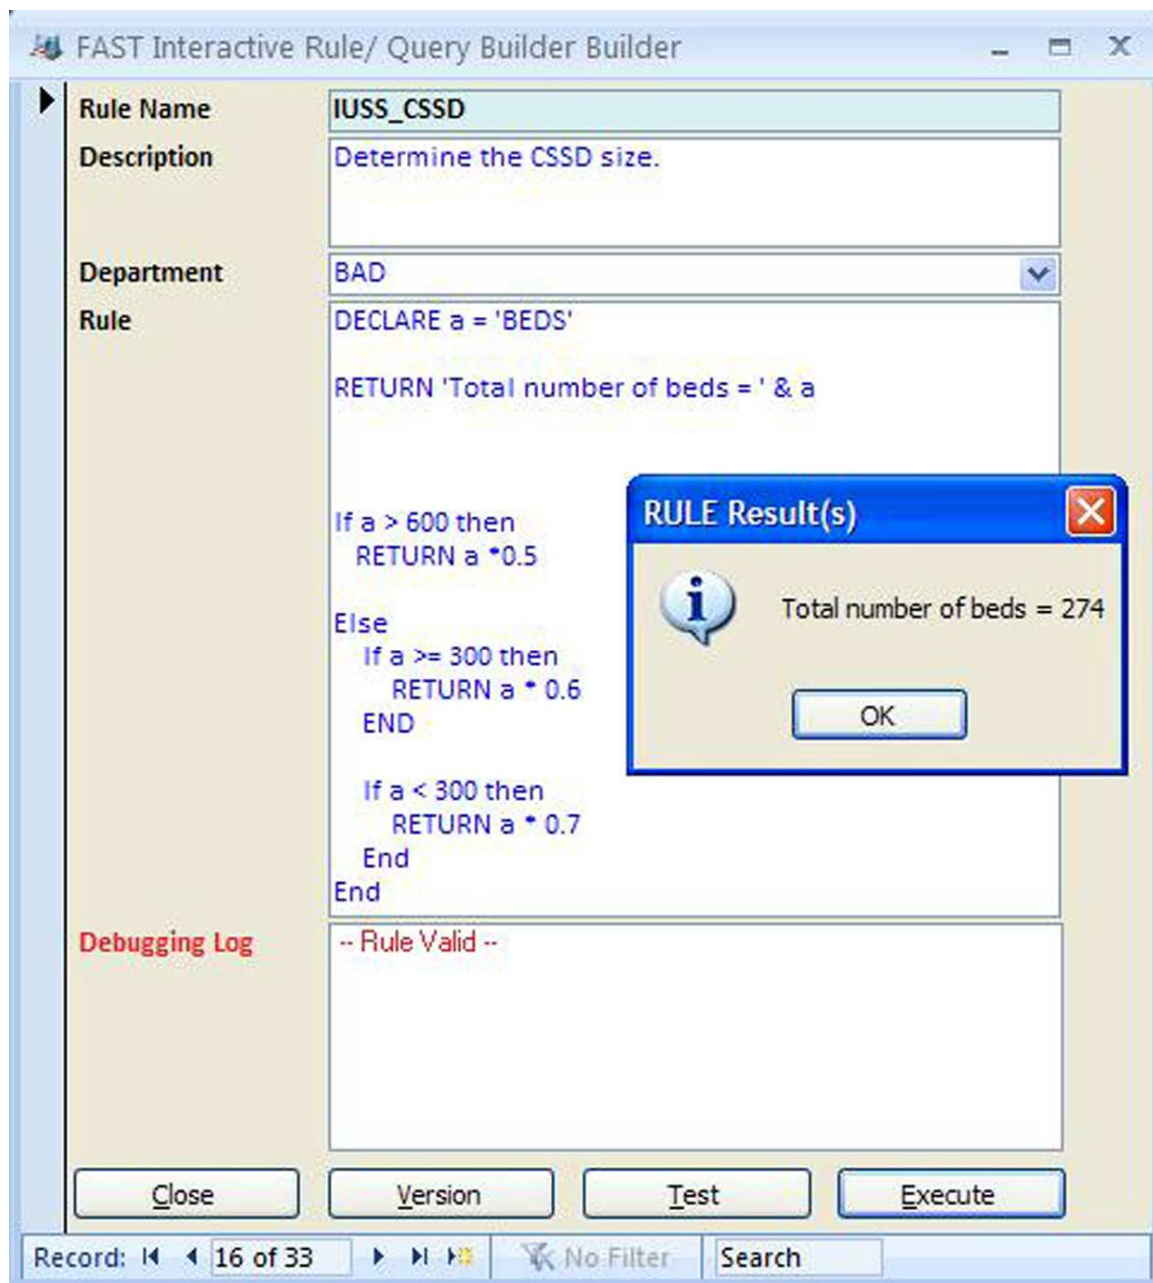 FAST Interactive Rule/ Query Builder Builder
Rule Name IUSS_CSSD
Description Determine the CSSD size.
Department BAD
Rule DECLARE a = 'BEDS'
RETURN 'Total number of beds = ' & a
If a > 600 then
RETURN a *0.5
Else
If a >= 300 then
RETURN a * 0.6
END
If a < 300 then
RETURN a * 0.7
End
End
RULE Result(s)
Total number of beds = 274
OK
Debugging Log -- Rule Valid --
Close Version Test Execute
Record: 16 of 33 No Filter Search